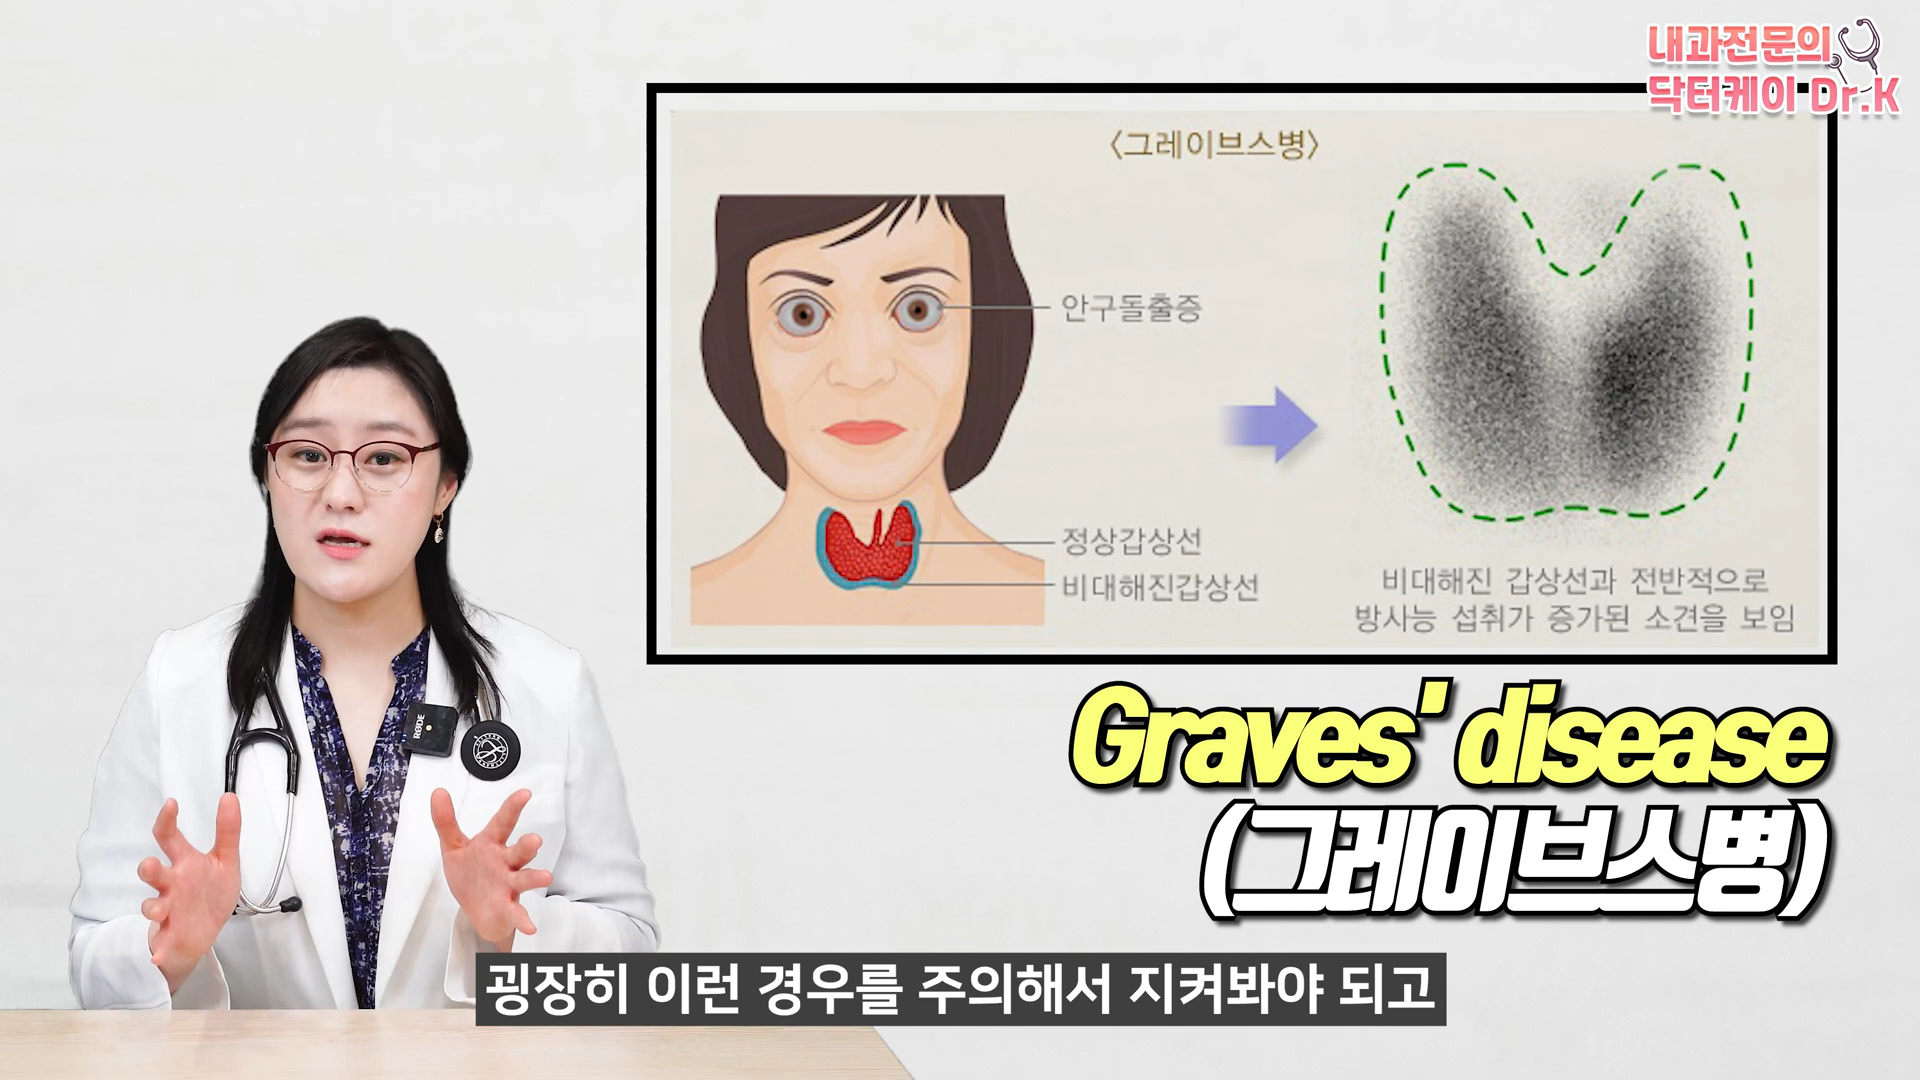 내과전문의
닥터케이 Dr.K
<그레이브스병>
안구돌출증
정상갑상선
비대해진갑상선
비대해진 갑상선과 전반적으로
방사능 섭취가 증가된 소견을 보임
RØDE
Graves' disease
(그레이브스병)
굉장히 이런 경우를 주의해서 지켜봐야 되고